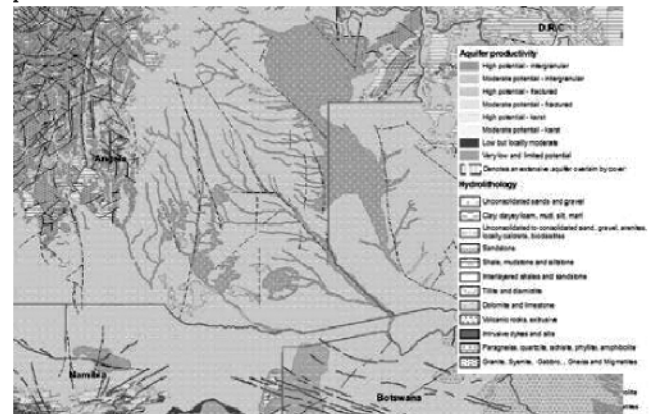 D.R.C
Aquifer productivity
High potential - intergranular
Moderate potential - intergranular
High potential - fractured
Moderate potential - fractured
High potential - karst
Moderate potential - karst
Low but locally moderate
Very low and limited potential
Denotes an extensive aquifer overlain by cover
Angola
Hydrolithology
Unconsolidated sands and gravel
Clay, clayey loam, mud, silt, marl
Unconsolidated to consolidated sand, gravel, arenites,
locally calcrete, bioclastites
Sandstone
Shale, mudstone and siltstone
Interlayered shales and sandstone
Tillite and diamictite
Dolomite and limestone
Volcanic rocks, extrusive
Intrusive dykes and sills
Paragneiss, quartzite, schists, phyllite, amphibolite
Granite, Syenite, Gabbro, Gneiss and Migmatites
Namibia
Botswana